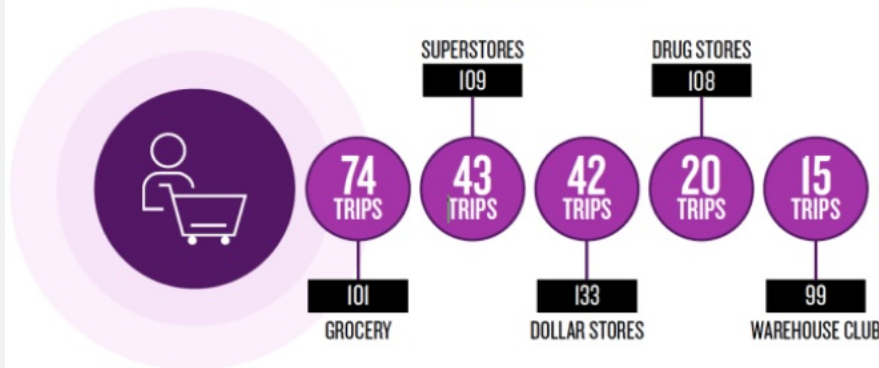 SUPERSTORES
109
DRUG STORES
108
74
TRIPS
43
TRIPS
42
TRIPS
20
TRIPS
15
TRIPS
101
GROCERY
133
DOLLAR STORES
99
WAREHOUSE CLUB